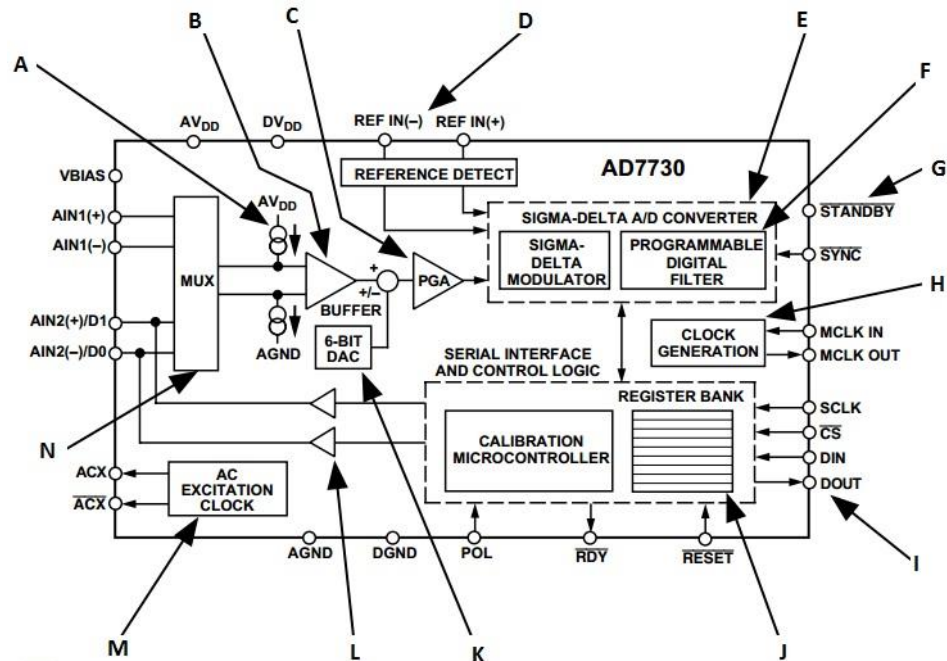 A
B
C
D
E
F
G
H
I
J
K
L
M
N
AD7730
AVDD
DVDD
REF IN(–) REF IN(+)
REFERENCE DETECT
VBIAS
AIN1(+)
AIN1(–)
AIN2(+)/D1
AIN2(–)/D0
MUX
AVDD
AGND
BUFFER
+
+/–
PGA
6-BIT
DAC
SIGMA-DELTA A/D CONVERTER
SIGMA-
DELTA
MODULATOR
PROGRAMMABLE
DIGITAL
FILTER
STANDBY
SYNC
CLOCK
GENERATION
MCLK IN
MCLK OUT
SERIAL INTERFACE
AND CONTROL LOGIC
REGISTER BANK
CALIBRATION
MICROCONTROLLER
SCLK
CS
DIN
DOUT
ACX
ACX
AC
EXCITATION
CLOCK
AGND
DGND
POL
RDY
RESET